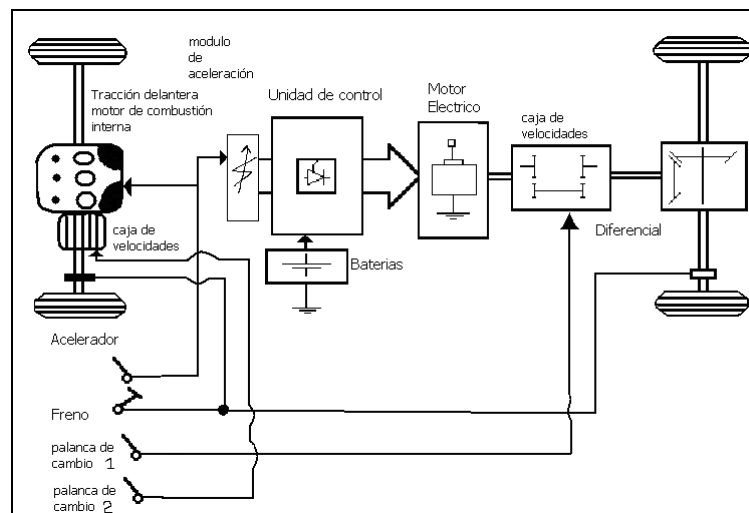 modulo
de
aceleración
Tracción delantera
motor de combustión
interna
Unidad de control
Motor
Electrico
caja de
velocidades
caja de
velocidades
Baterias
Diferencial
Acelerador
Freno
palanca de
cambio 1
palanca de
cambio 2